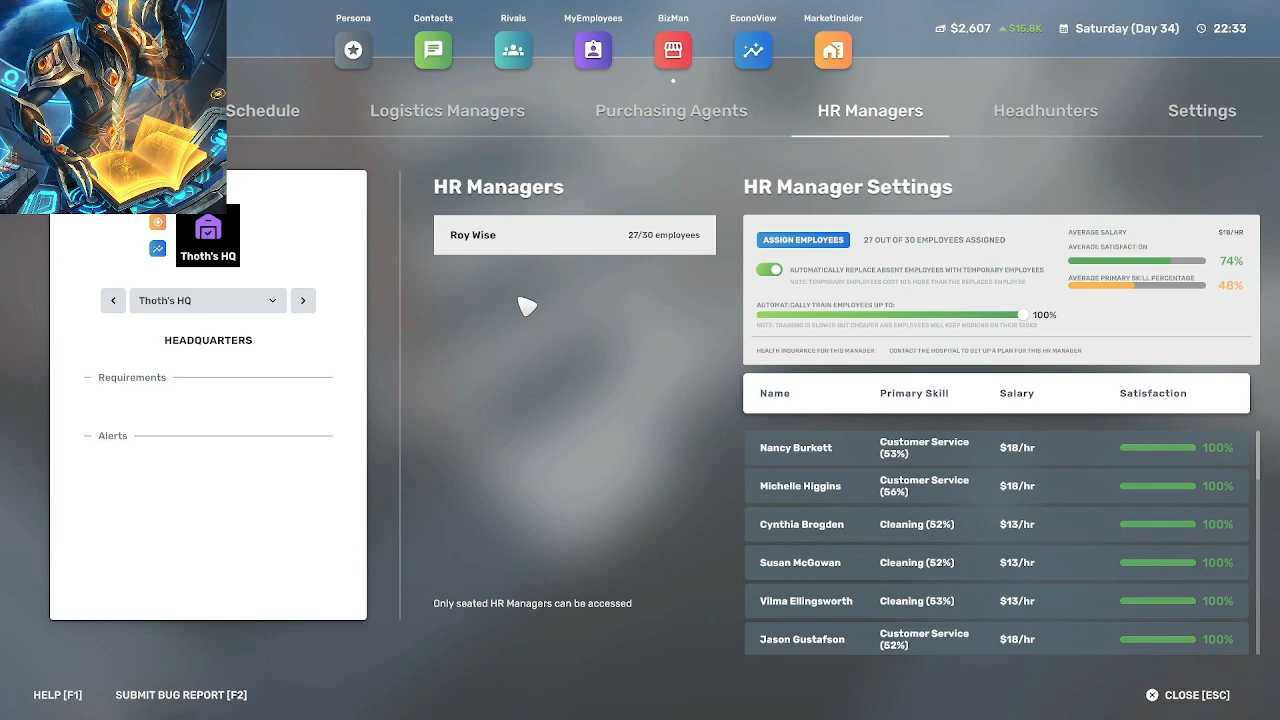 Persona
Contacts
Rivals
MyEmployees
BizMan
EconoView
MarketInsider
$2,607
$15.8K
Saturday (Day 34)
22:33
Schedule
Logistics Managers
Purchasing Agents
HR Managers
Headhunters
Settings
Thoth's HQ
Thoth's HQ
HEADQUARTERS
Requirements
Alerts
HR Managers
Roy Wise
27/30 employees
Only seated HR Managers can be accessed
HR Manager Settings
ASSIGN EMPLOYEES
27 OUT OF 30 EMPLOYEES ASSIGNED
AUTOMATICALLY REPLACE ABSENT EMPLOYEES WITH TEMPORARY EMPLOYEES
NOTE: TEMPORARY EMPLOYEES COST 10% MORE THAN THE REPLACED EMPLOYEE
AUTOMATICALLY TRAIN EMPLOYEES UP TO:
100%
NOTE: TRAINING IS SLOWER BUT CHEAPER AND EMPLOYEES WILL KEEP WORKING ON THEIR TASKS
AVERAGE SALARY
$18/HR
AVERAGE SATISFACTION
74%
AVERAGE PRIMARY SKILL PERCENTAGE
48%
HEALTH INSURANCE FOR THIS MANAGER:
CONTACT THE HOSPITAL TO SET UP A PLAN FOR THIS HR MANAGER
Name
Primary Skill
Salary
Satisfaction
Nancy Burkett
Customer Service
(53%)
$18/hr
100%
Michelle Higgins
Customer Service
(56%)
$18/hr
100%
Cynthia Brogden
Cleaning (52%)
$13/hr
100%
Susan McGowan
Cleaning (52%)
$13/hr
100%
Vilma Ellingsworth
Cleaning (53%)
$13/hr
100%
Jason Gustafson
Customer Service
(52%)
$18/hr
100%
HELP [F1]
SUBMIT BUG REPORT [F2]
CLOSE [ESC]